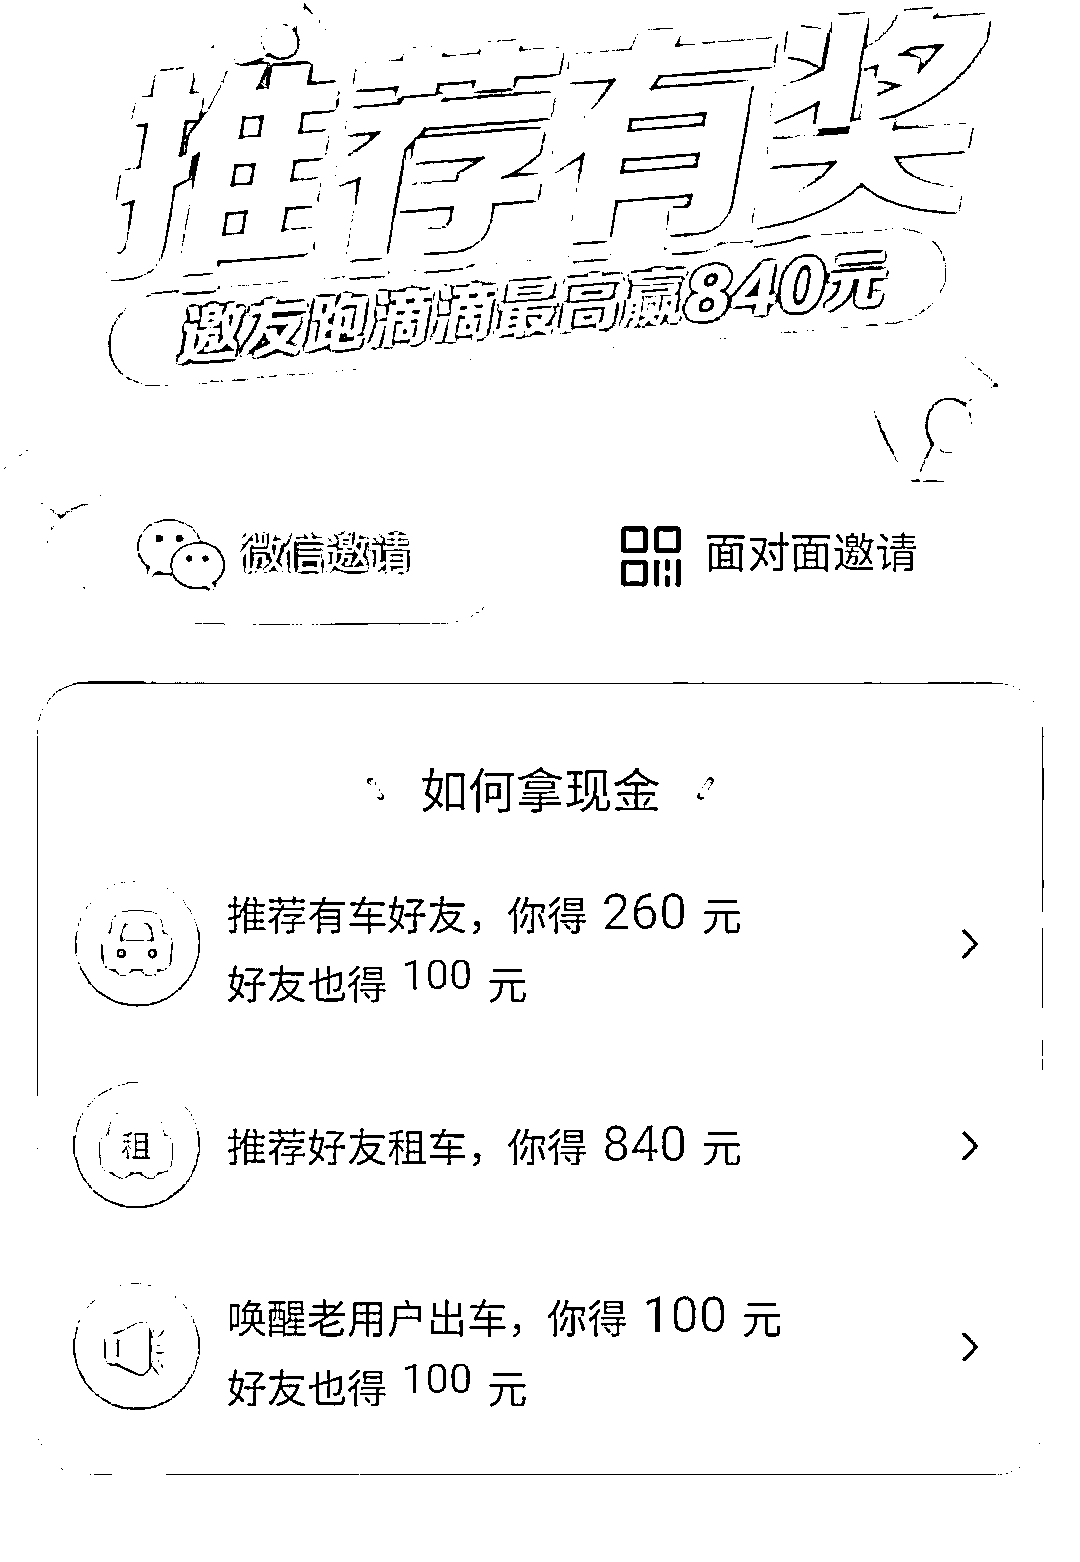 推荐有奖
邀友跑滴滴最高赢840元
微信邀请
面对面邀请
如何拿现金
推荐有车好友，你得 260 元
好友也得 100 元
租
推荐好友租车，你得 840 元
唤醒老用户出车，你得 100 元
好友也得 100 元